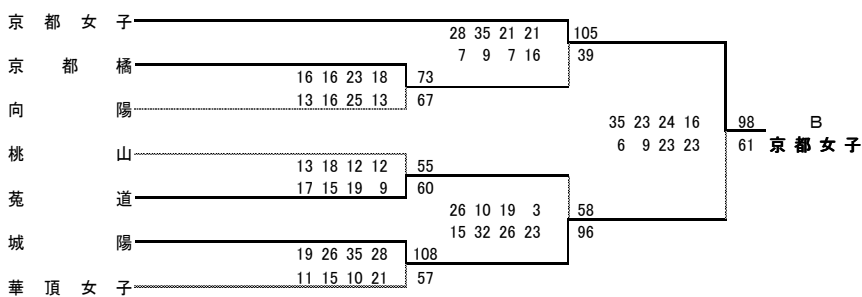 京都女子
28 35 21 21 105
7 9 7 16 39
京都橘
16 16 23 18 73
13 16 25 13 67
向陽
35 23 24 16 98 B
6 9 23 23 61 京都女子
桃山
13 18 12 12 55
17 15 19 9 60
莵道
26 10 19 3 58
15 32 26 23 96
城陽
19 26 35 28 108
11 15 10 21 57
華頂女子